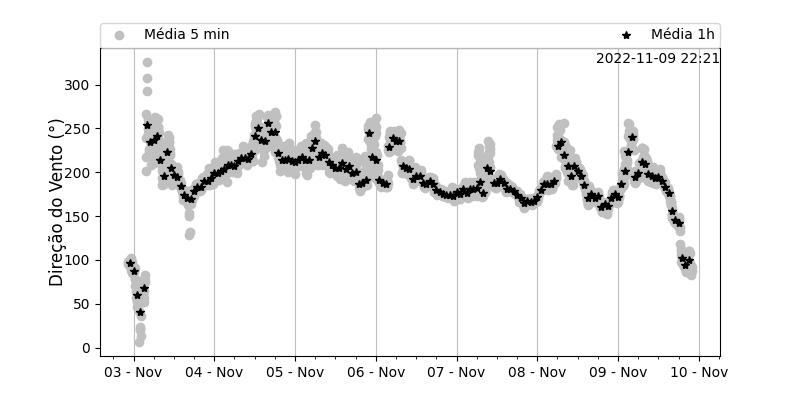 Média 5 min
Média 1h
2022-11-09 22:21
Direção do Vento (°)
300
250
200
150
100
50
0
03 - Nov
04 - Nov
05 - Nov
06 - Nov
07 - Nov
08 - Nov
09 - Nov
10 - Nov